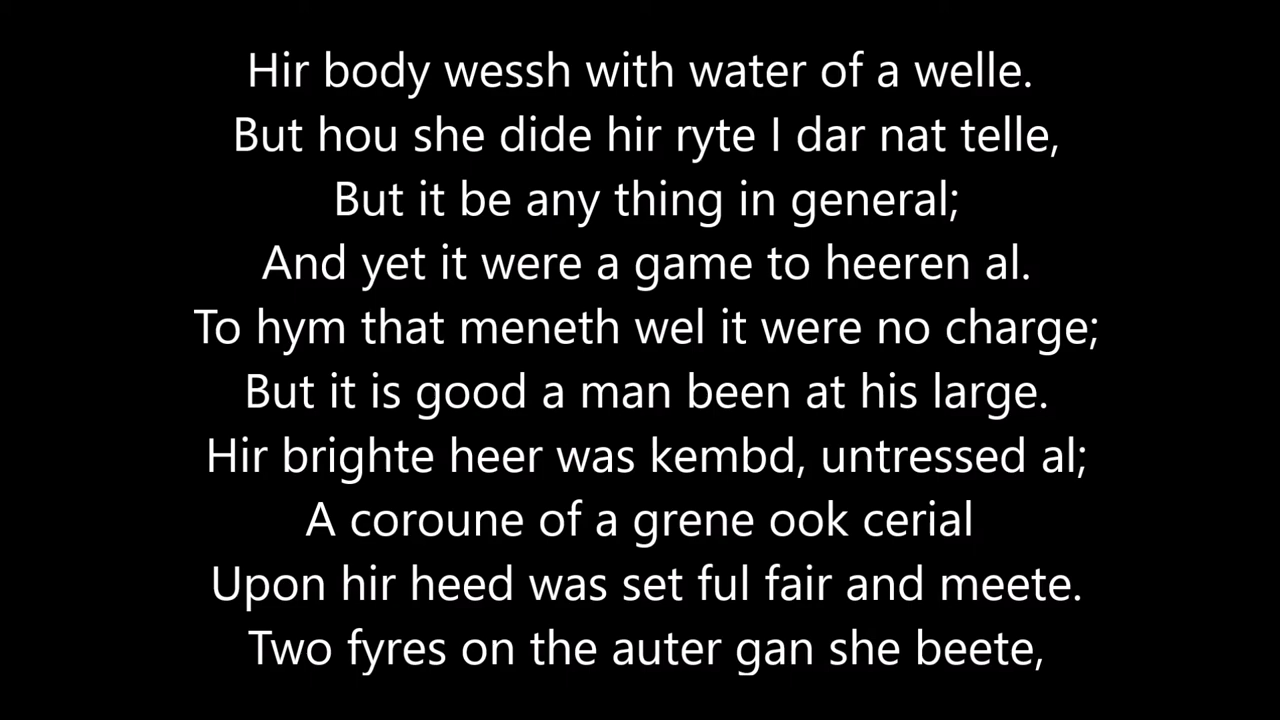 Hir body wessh with water of a welle.
But hou she dide hir ryte I dar nat telle,
But it be any thing in general;
And yet it were a game to heeren al.
To hym that meneth wel it were no charge;
But it is good a man been at his large.
Hir brighte heer was kembd, untressed al;
A coroune of a grene ook cerial
Upon hir heed was set ful fair and meete.
Two fyres on the auter gan she beete,